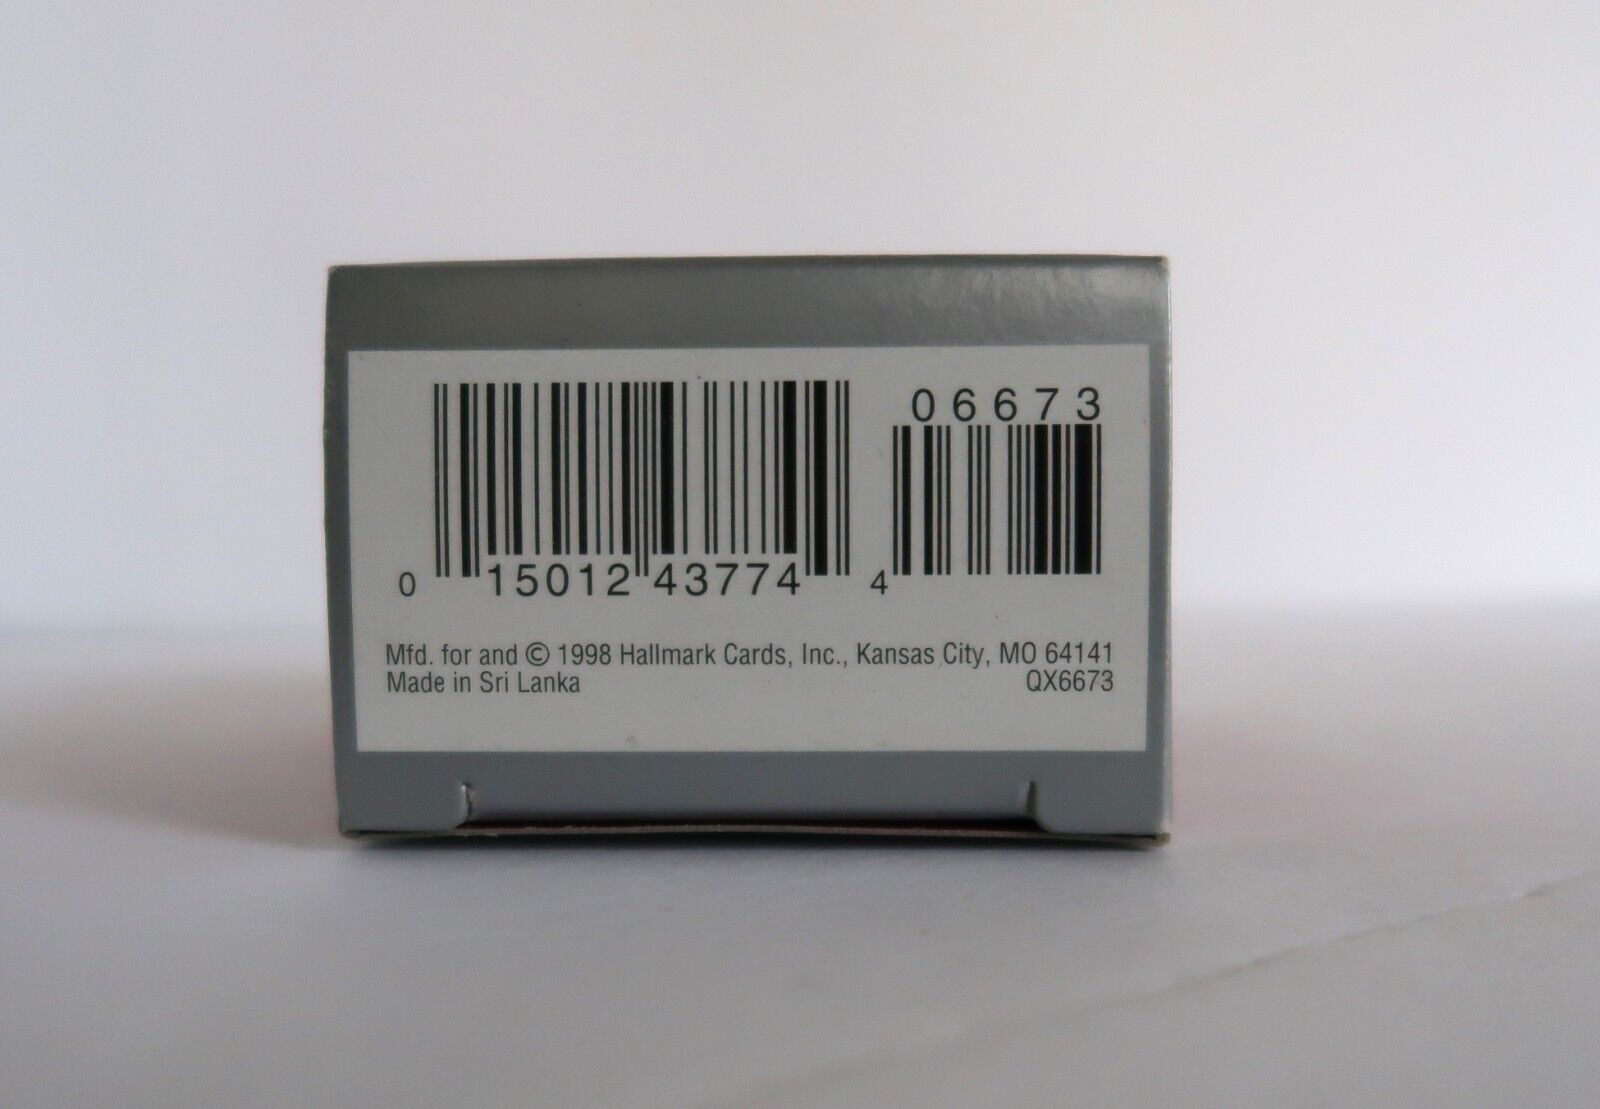 06673
0 15012 43774 4
Mfd. for and © 1998 Hallmark Cards, Inc., Kansas City, MO 64141
Made in Sri Lanka QX6673